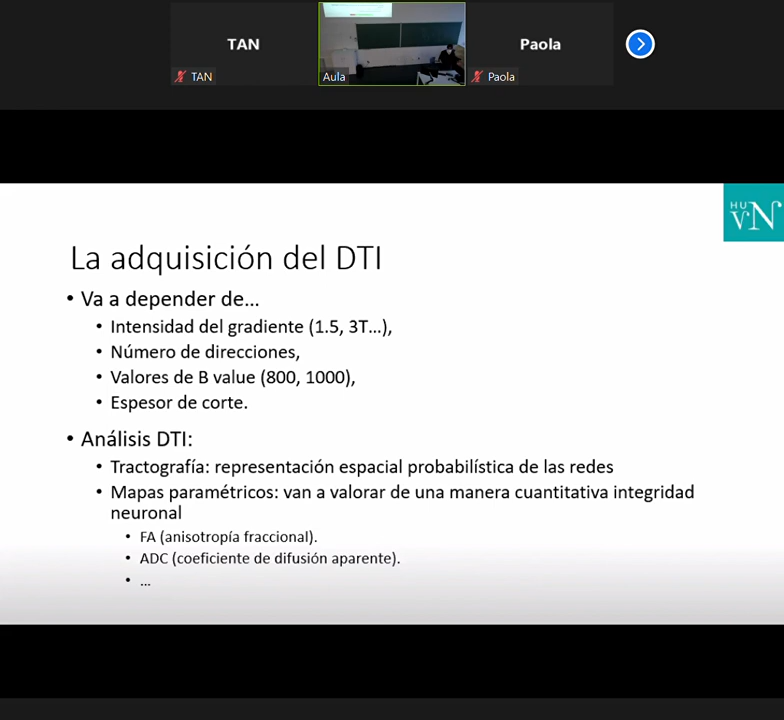 TAN
Paola
TAN
Aula
Paola
HU
VN
La adquisición del DTI
• Va a depender de...
• Intensidad del gradiente (1.5, 3T...),
• Número de direcciones,
• Valores de B value (800, 1000),
• Espesor de corte.
• Análisis DTI:
• Tractografía: representación espacial probabilística de las redes
• Mapas paramétricos: van a valorar de una manera cuantitativa integridad
neuronal
• FA (anisotropía fraccional).
• ADC (coeficiente de difusión aparente).
• ...